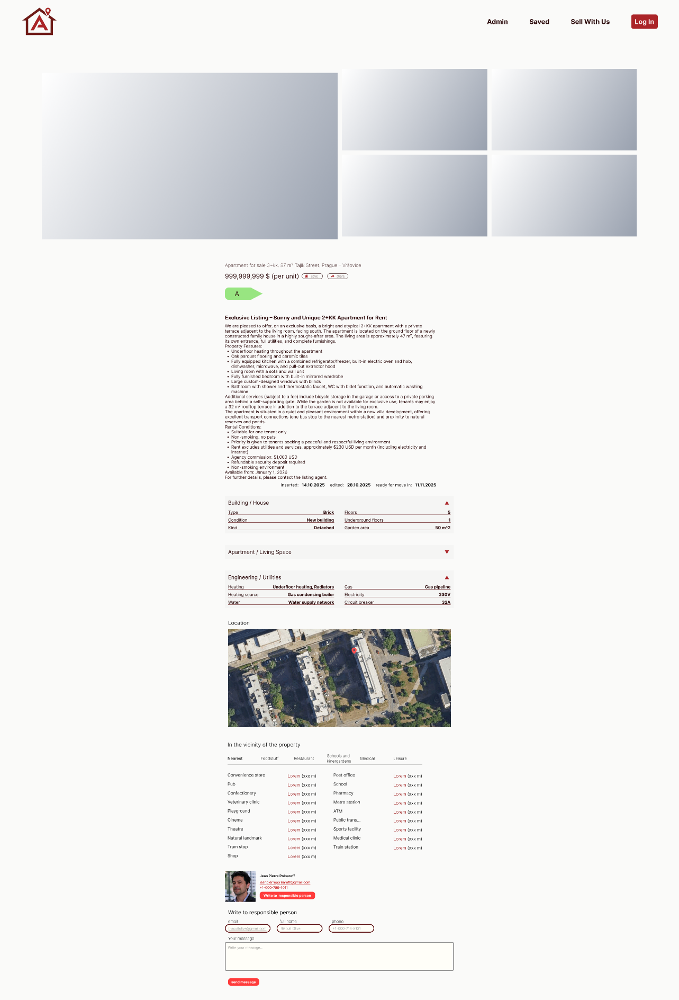 A
Admin
Saved
Sell With Us
Log In
Apartment for sale 3+kk. 87 m² Tajik Street, Prague – Vršovice
999,999,999 $ (per unit)
save
share
A
Exclusive Listing – Sunny and Unique 2+KK Apartment for Rent
We are pleased to offer, on an exclusive basis, a bright and atypical 2+KK apartment with a private
terrace adjacent to the living room, facing south. The apartment is located on the ground floor of a newly
constructed family house in a highly sought-after area. The living area is approximately 47 m², featuring
its own entrance, full utilities, and complete furnishings.
Property Features:
• Underfloor heating throughout the apartment
• Oak parquet flooring and ceramic tiles
• Fully equipped kitchen with a combined refrigerator/freezer, built-in electric oven and hob,
dishwasher, microwave, and pull-out extractor hood
• Living room with a sofa and wall unit
• Fully furnished bedroom with built-in mirrored wardrobe
• Large custom-designed windows with blinds
• Bathroom with shower and thermostatic faucet, WC with bidet function, and automatic washing
machine
Additional services (subject to a fee) include bicycle storage in the garage or access to a private parking
area behind a self-supporting gate. While the garden is not available for exclusive use, tenants may enjoy
a 32 m² rooftop terrace in addition to the terrace adjacent to the living room.
The apartment is situated in a quiet and pleasant environment within a new villa development, offering
excellent transport connections (one bus stop to the nearest metro station) and proximity to natural
reserves and ponds.
Rental Conditions:
• Suitable for one tenant only
• Non-smoking, no pets
• Priority is given to tenants seeking a peaceful and respectful living environment
• Rent excludes utilities and services, approximately $230 USD per month (including electricity and
internet)
• Agency commission: $1,000 USD
• Refundable security deposit required
• Non-smoking environment
Available from: January 1, 2026
For further details, please contact the listing agent.
inserted: 14.10.2025 edited: 28.10.2025 ready for move in: 11.11.2025
Building / House
Type Brick Floors 5
Condition New building Underground floors 1
Kind Detached Garden area 50 m^2
Apartment / Living Space
Engineering / Utilities
Heating Underfloor heating, Radiators Gas Gas pipeline
Heating source Gas condensing boiler Electricity 230V
Water Water supply network Circuit breaker 32A
Location
In the vicinity of the property
Nearest Foodstuf Restaurant Schools and
kinergardens Medical Leisure
Convenience store Lorem (xxx m) Post office Lorem (xxx m)
Pub Lorem (xxx m) School Lorem (xxx m)
Confectionery Lorem (xxx m) Pharmacy Lorem (xxx m)
Veterinary clinic Lorem (xxx m) Metro station Lorem (xxx m)
Playground Lorem (xxx m) ATM Lorem (xxx m)
Cinema Lorem (xxx m) Public trans... Lorem (xxx m)
Theatre Lorem (xxx m) Sports facility Lorem (xxx m)
Natural landmark Lorem (xxx m) Medical clinic Lorem (xxx m)
Tram stop Lorem (xxx m) Train station Lorem (xxx m)
Shop Lorem (xxx m)
Jean Pierre Polnareff
jeanpierrepolnareff@gmail.com
+1-000-789-1011
Write to responsible person
Write to responsible person
email full name phone
biscuitoliva@gmail.com Biscuit Oliva +1-000-718-5131
Your message
Write your message...
send message